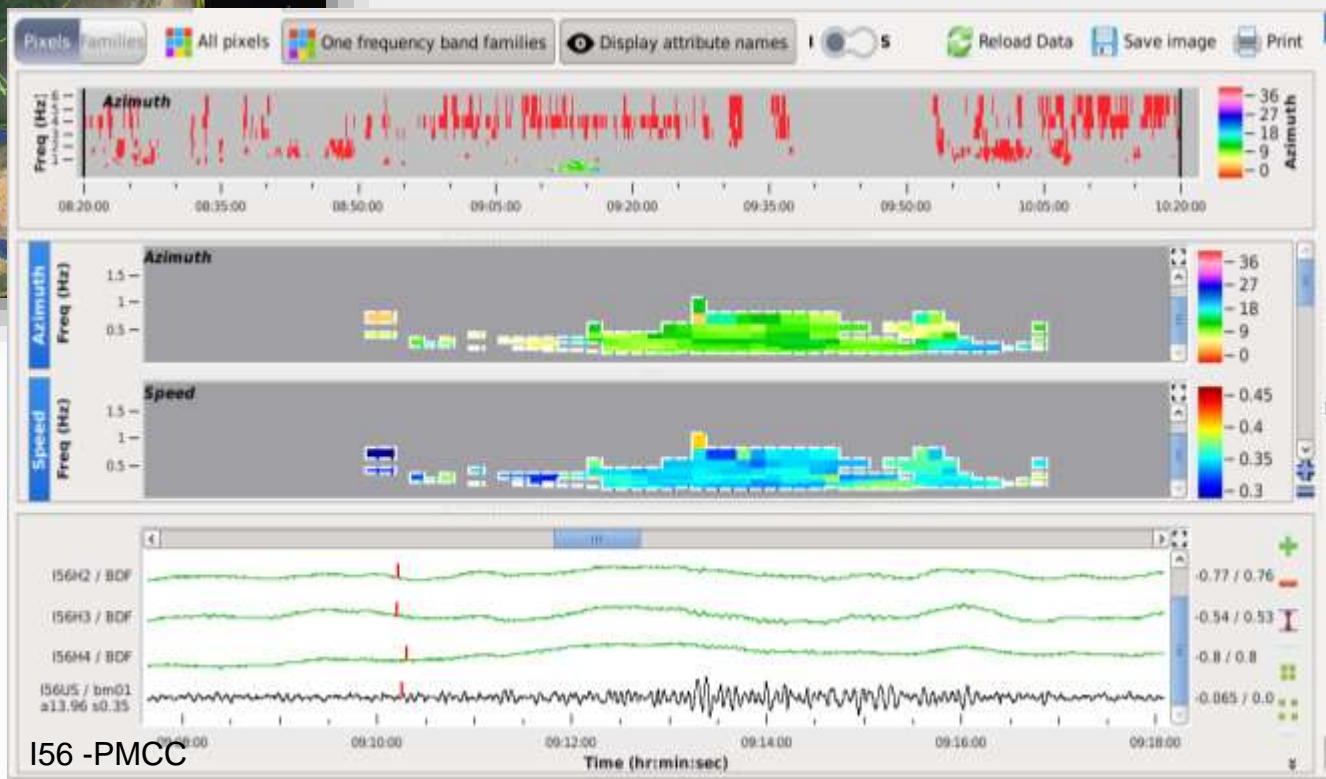 Pixels Families All pixels One frequency band families Display attribute names I S Reload Data Save image Print
Azimuth
Freq (Hz)
36
27
18
9
0
Azimuth
08:20:00 08:35:00 08:50:00 09:05:00 09:20:00 09:35:00 09:50:00 10:05:00 10:20:00
Azimuth
Freq (Hz)
Azimuth
1.5
1
0.5
36
27
18
9
0
Speed
Freq (Hz)
Speed
1.5
1
0.5
0.45
0.4
0.35
0.3
I56H2 / BDF -0.77 / 0.76
I56H3 / BDF -0.54 / 0.53
I56H4 / BDF -0.8 / 0.8
I56US / bm01
a13.96 s0.35
-0.065 / 0.0
09:10:00 09:12:00 09:14:00 09:16:00 09:18:00
I56 -PMCC
Time (hr:min:sec)